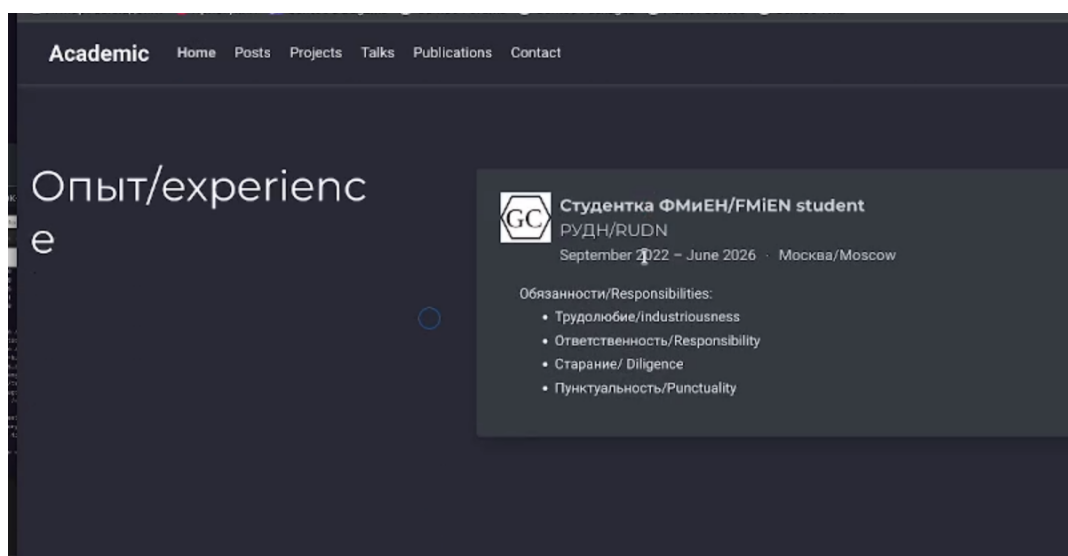 Academic Home Posts Projects Talks Publications Contact
Опыт/experienc
e
GC
Студентка ФМиЕН/FMiEN student
РУДН/RUDN
September 2022 – June 2026 · Москва/Moscow
Обязанности/Responsibilities:
• Трудолюбие/industriousness
• Ответственность/Responsibility
• Старание/ Diligence
• Пунктуальность/Punctuality